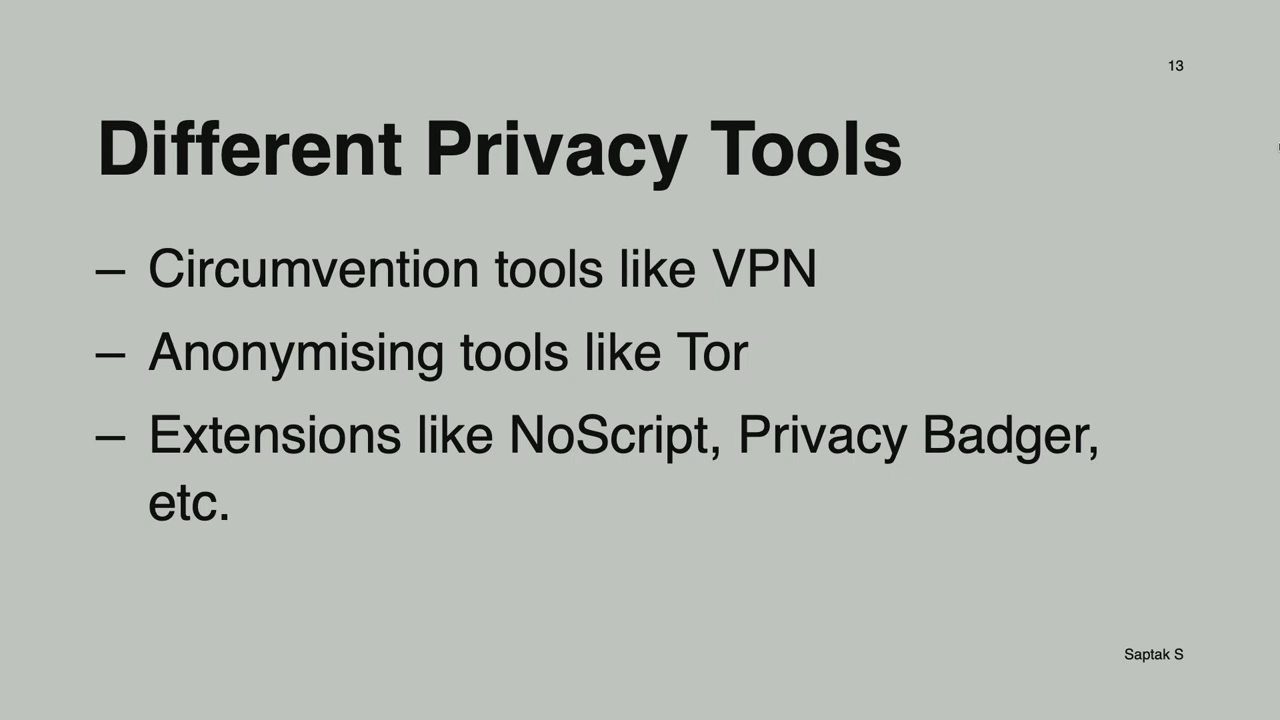 13
Different Privacy Tools
– Circumvention tools like VPN
– Anonymising tools like Tor
– Extensions like NoScript, Privacy Badger,
etc.
Saptak S